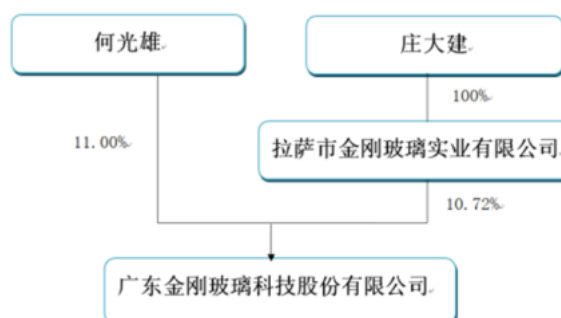 何光雄
庄大建
100%
11.00%
拉萨市金刚玻璃实业有限公司
10.72%
广东金刚玻璃科技股份有限公司